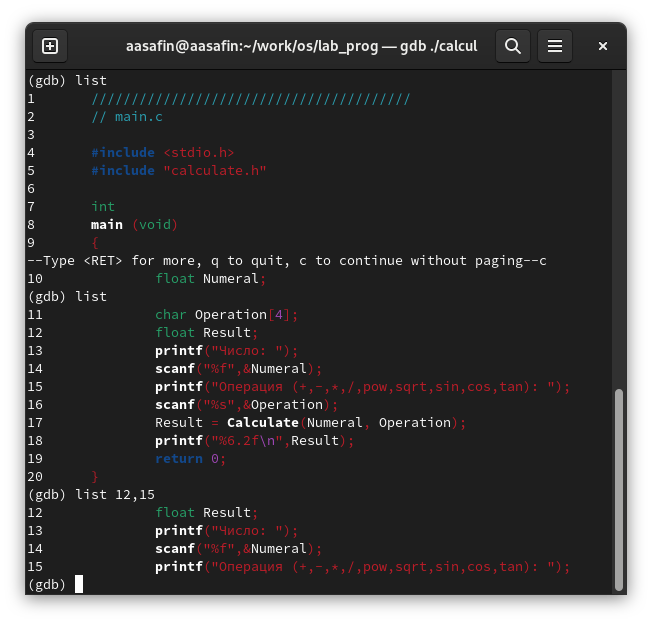 aasafin@aasafin:~/work/os/lab_prog — gdb ./calcul
(gdb) list
1       ////////////////////////////////////////
2       // main.c
3
4       #include <stdio.h>
5       #include "calculate.h"
6
7       int
8       main (void)
9       {
--Type <RET> for more, q to quit, c to continue without paging--c
10              float Numeral;
(gdb) list
11              char Operation[4];
12              float Result;
13              printf("Число: ");
14              scanf("%f",&Numeral);
15              printf("Операция (+,-,*,/,pow,sqrt,sin,cos,tan): ");
16              scanf("%s",&Operation);
17              Result = Calculate(Numeral, Operation);
18              printf("%6.2f\n",Result);
19              return 0;
20      }
(gdb) list 12,15
12              float Result;
13              printf("Число: ");
14              scanf("%f",&Numeral);
15              printf("Операция (+,-,*,/,pow,sqrt,sin,cos,tan): ");
(gdb)